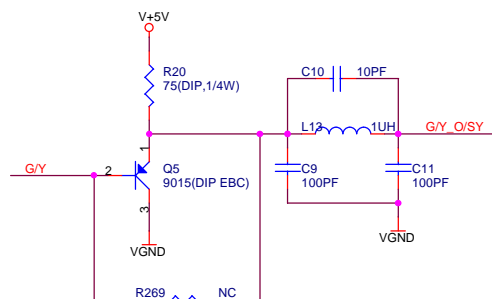 V+5V
R20
75(DIP,1/4W)
C10 10PF
L13 1UH
G/Y_O/SY
1
G/Y
2
Q5
9015(DIP EBC)
C9
100PF
C11
100PF
3
VGND
VGND
R269 NC